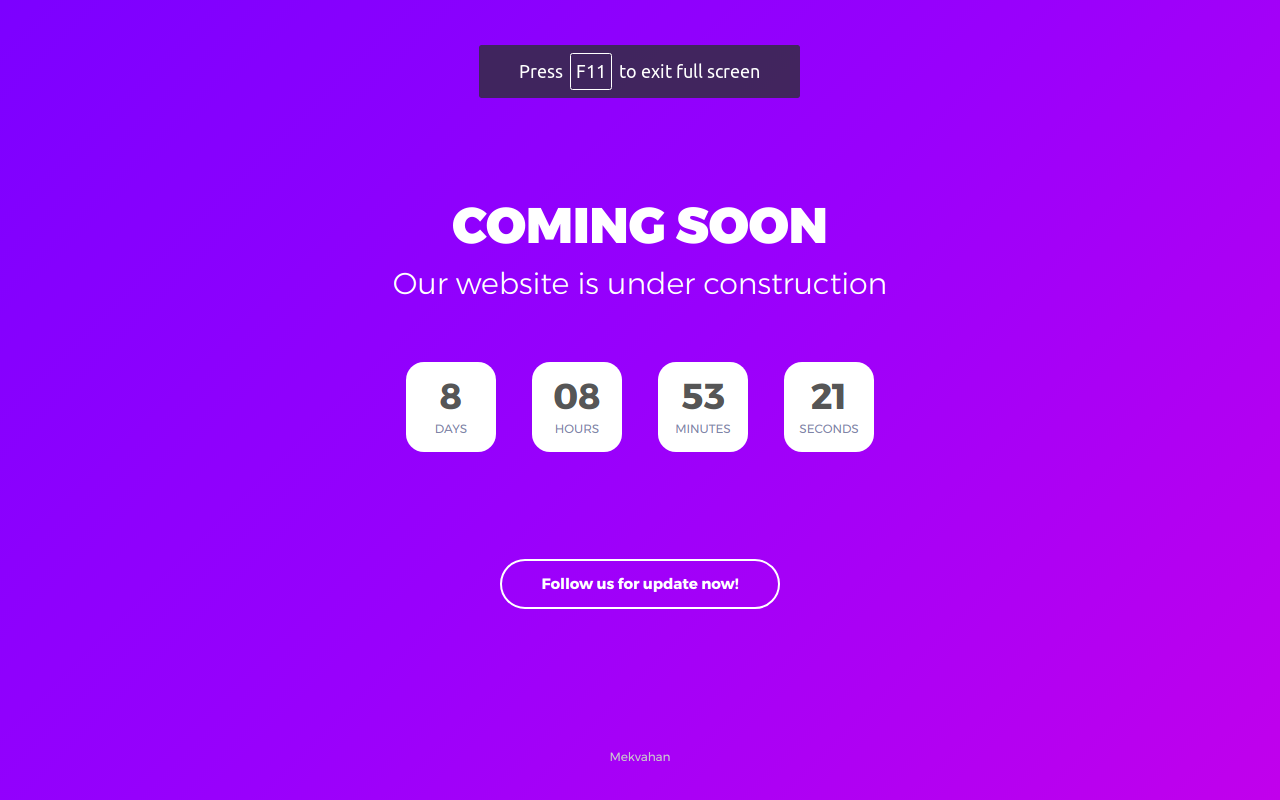 Press F11 to exit full screen
COMING SOON
Our website is under construction
8 08 53 21
DAYS HOURS MINUTES SECONDS
Follow us for update now!
Mekvahan